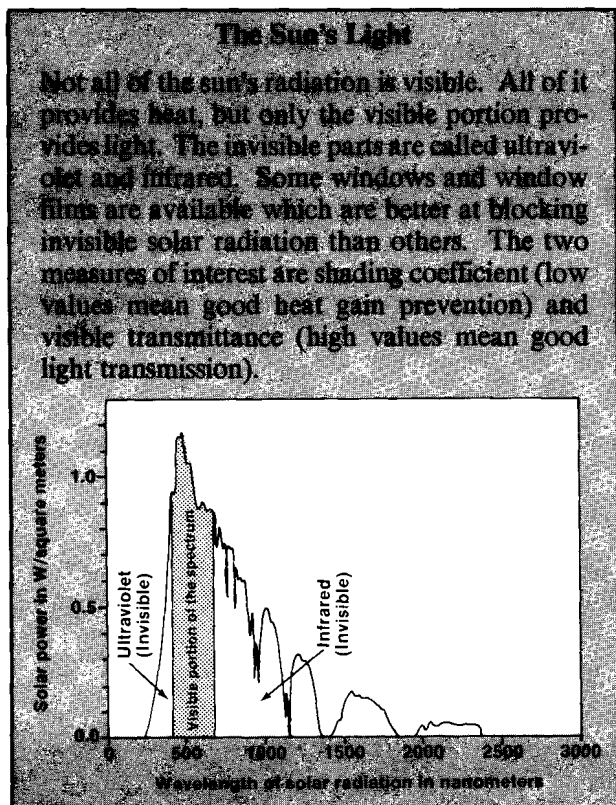 The Sun's Light
Not all of the sun's radiation is visible. All of it
provides heat, but only the visible portion pro-
vides light. The invisible parts are called ultravi-
olet and infrared. Some windows and window
films are available which are better at blocking
invisible solar radiation than others. The two
measures of interest are shading coefficient (low
values mean good heat gain prevention) and
visible transmittance (high values mean good
light transmission).
Solar power in W/square meters
1.0
0.5
0.0
Ultraviolet
(Invisible)
Visible portion of the spectrum
Infrared
(Invisible)
0 500 1000 1500 2000 2500 3000
Wavelength of solar radiation in nanometers